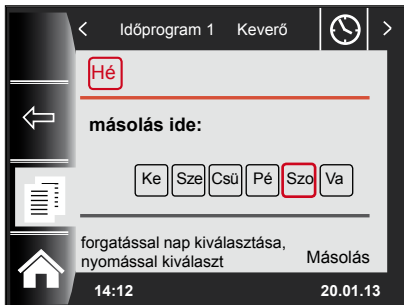 < Időprogram 1 Keverő >
Hé
másolás ide:
Ke Sze Csü Pé Szo Va
forgatással nap kiválasztása,
nyomással kiválaszt Másolás
14:12 20.01.13